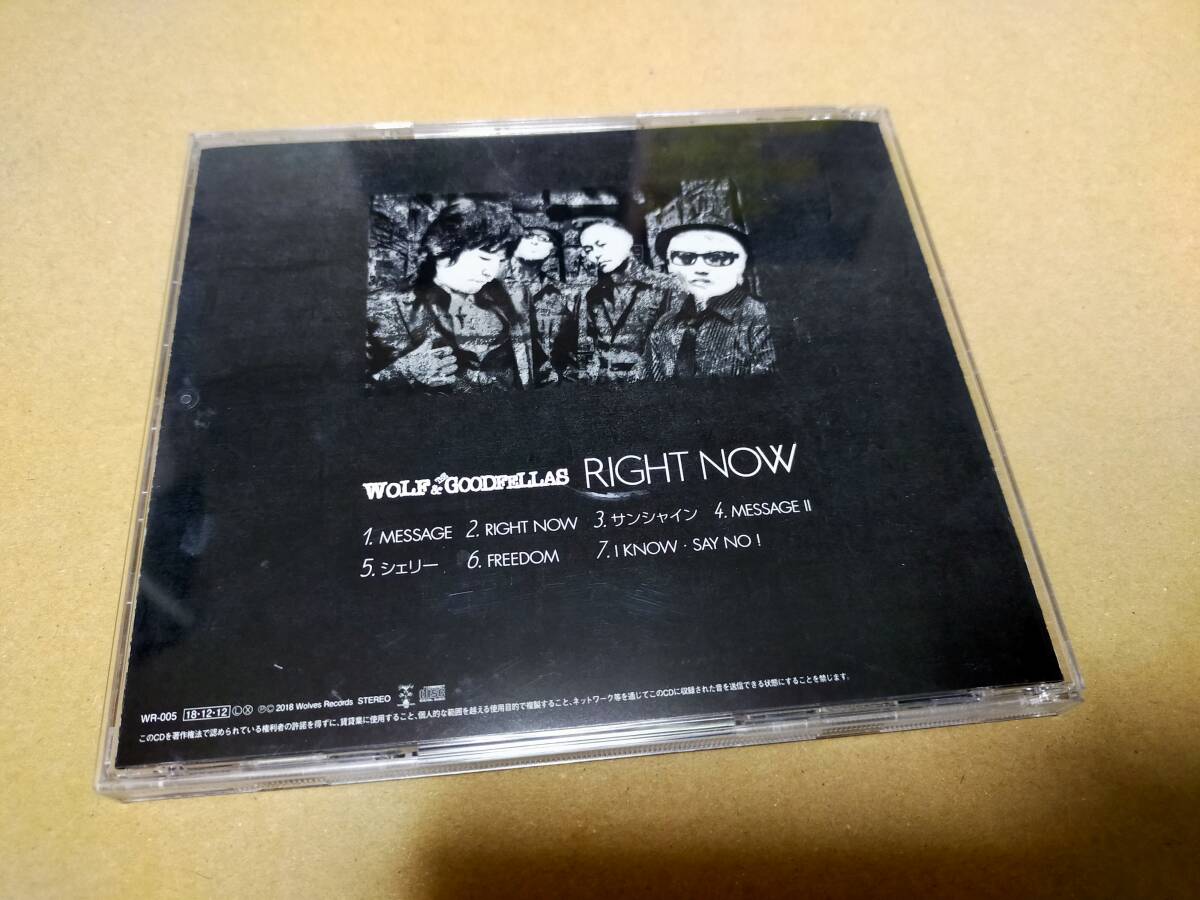 WOLF & THE GOODFELLAS RIGHT NOW
1. MESSAGE 2. RIGHT NOW 3. サンシャイン 4. MESSAGE II
5. シェリー 6. FREEDOM 7. I KNOW · SAY NO !
WR-005 18・12・12 Ⓛ Ⓧ ℗© 2018 Wolves Records STEREO DISC
このCDを著作権法で認められている権利者の許諾を得ずに、賃貸業に使用すること、個人的な範囲を越える使用目的で複製すること、ネットワーク等を通じてこのCDに収録された音を送信できる状態にすることを禁じます。